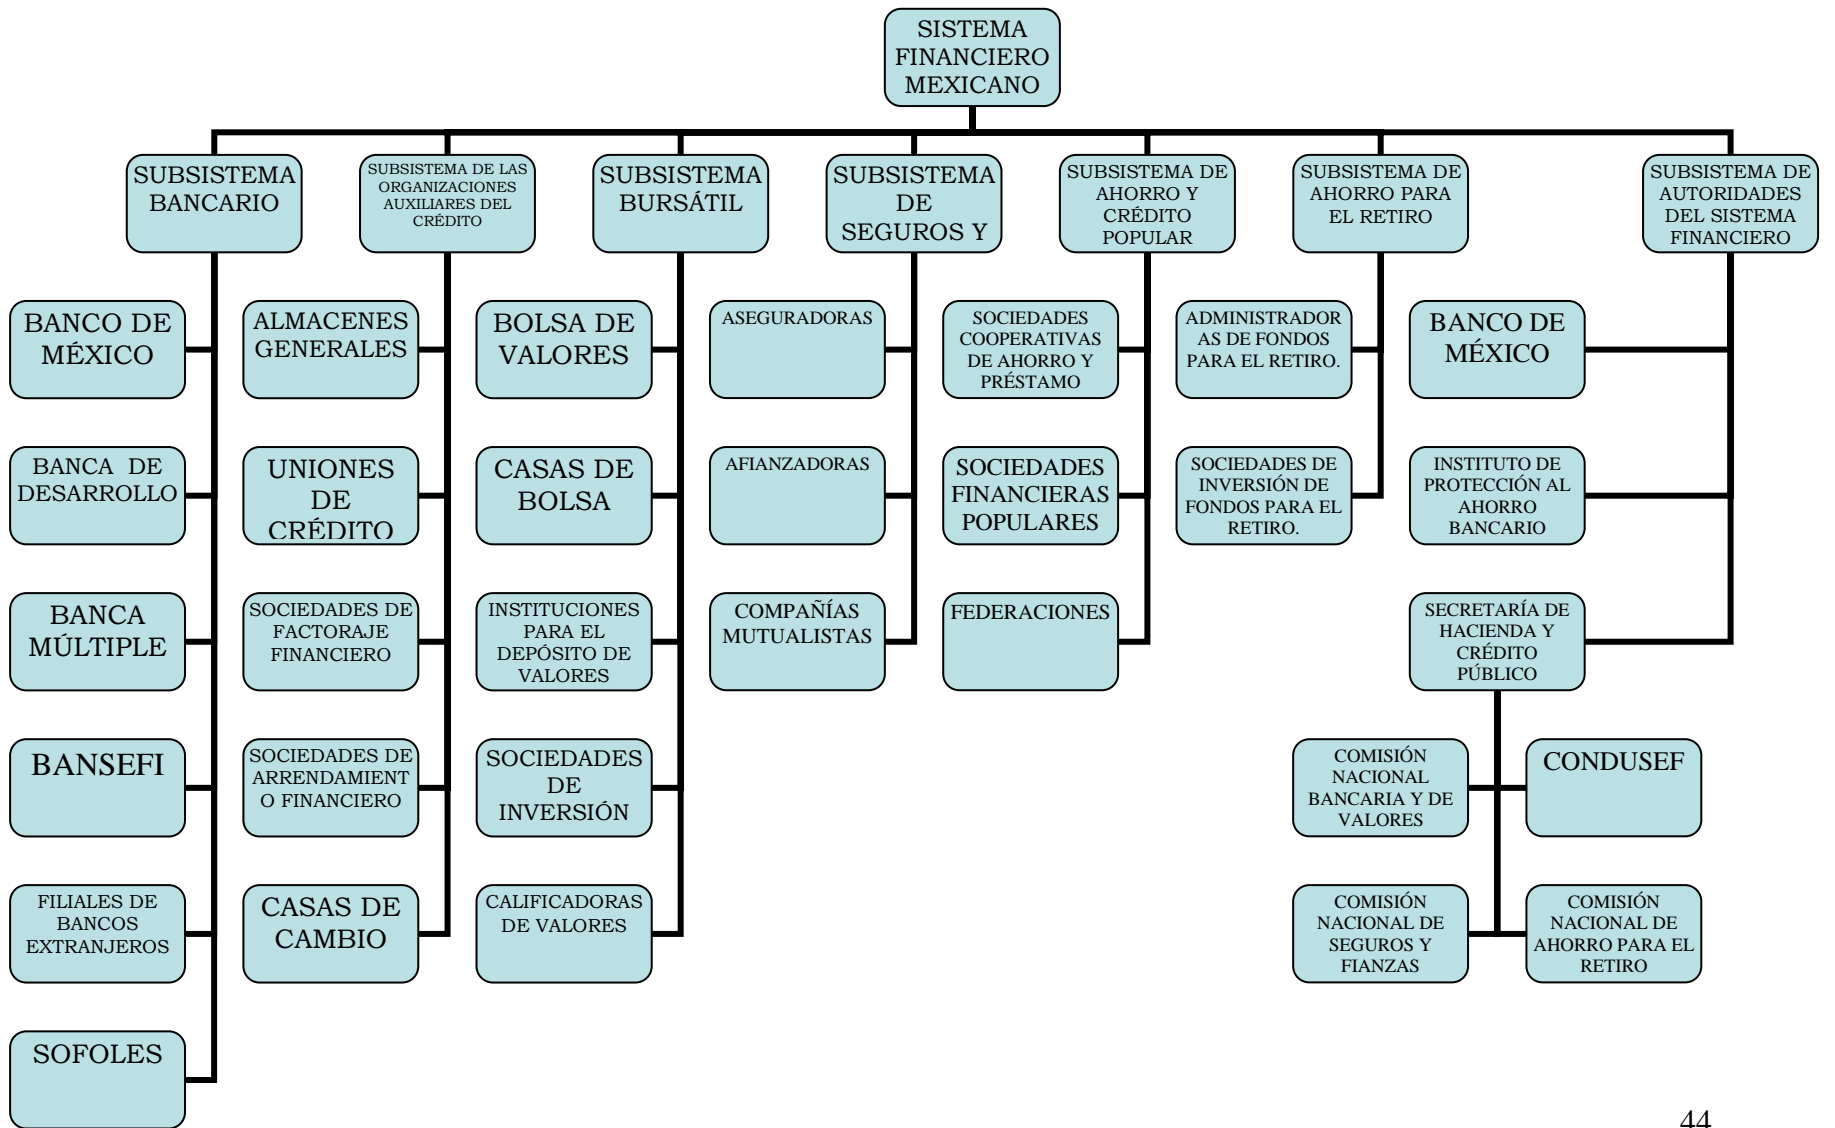 SISTEMA
FINANCIERO
MEXICANO
SUBSISTEMA
BANCARIO
SUBSISTEMA DE LAS
ORGANIZACIONES
AUXILIARES DEL
CRÉDITO
SUBSISTEMA
BURSÁTIL
SUBSISTEMA
DE
SEGUROS Y
SUBSISTEMA DE
AHORRO Y
CRÉDITO
POPULAR
SUBSISTEMA DE
AHORRO PARA
EL RETIRO
SUBSISTEMA DE
AUTORIDADES
DEL SISTEMA
FINANCIERO
BANCO DE
MÉXICO
ALMACENES
GENERALES
BOLSA DE
VALORES
ASEGURADORAS
SOCIEDADES
COOPERATIVAS
DE AHORRO Y
PRÉSTAMO
ADMINISTRADOR
AS DE FONDOS
PARA EL RETIRO.
BANCO DE
MÉXICO
BANCA DE
DESARROLLO
UNIONES
DE
CRÉDITO
CASAS DE
BOLSA
AFIANZADORAS
SOCIEDADES
FINANCIERAS
POPULARES
SOCIEDADES DE
INVERSIÓN DE
FONDOS PARA EL
RETIRO.
INSTITUTO DE
PROTECCIÓN AL
AHORRO
BANCARIO
BANCA
MÚLTIPLE
SOCIEDADES DE
FACTORAJE
FINANCIERO
INSTITUCIONES
PARA EL
DEPÓSITO DE
VALORES
COMPAÑÍAS
MUTUALISTAS
FEDERACIONES
SECRETARÍA DE
HACIENDA Y
CRÉDITO
PÚBLICO
BANSEFI
SOCIEDADES DE
ARRENDAMIENT
O FINANCIERO
SOCIEDADES
DE
INVERSIÓN
COMISIÓN
NACIONAL
BANCARIA Y DE
VALORES
CONDUSEF
FILIALES DE
BANCOS
EXTRANJEROS
CASAS DE
CAMBIO
CALIFICADORAS
DE VALORES
COMISIÓN
NACIONAL DE
SEGUROS Y
FIANZAS
COMISIÓN
NACIONAL DE
AHORRO PARA EL
RETIRO
SOFOLES
44